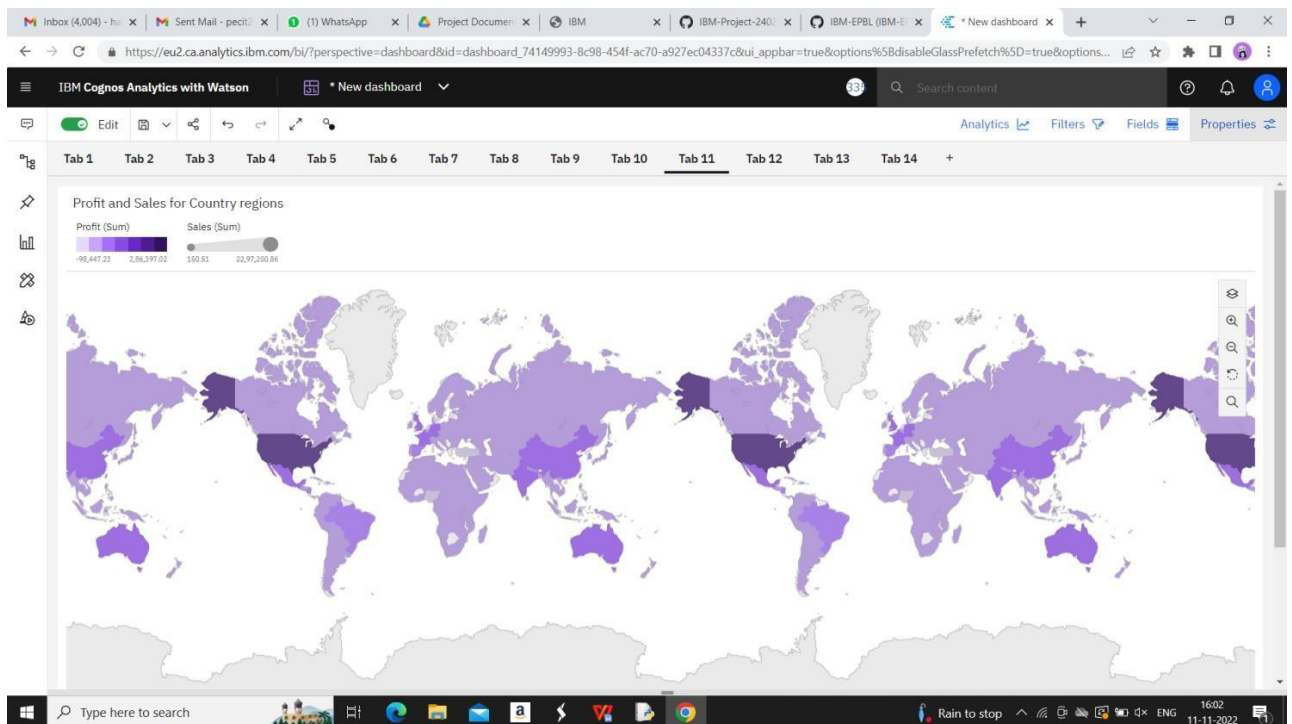 Inbox (4,004) - ha
Sent Mail - pecit2
(1) WhatsApp
Project Documen
IBM
IBM-Project-2402
IBM-EPBL (IBM-E
* New dashboard
https://eu2.ca.analytics.ibm.com/bi/?perspective=dashboard&id=dashboard_74149993-8c98-454f-ac70-a927ec04337c&ui_appbar=true&options%5BdisableGlassPrefetch%5D=true&options...
IBM Cognos Analytics with Watson
* New dashboard
Search content
Edit
Analytics
Filters
Fields
Properties
Tab 1 Tab 2 Tab 3 Tab 4 Tab 5 Tab 6 Tab 7 Tab 8 Tab 9 Tab 10 Tab 11 Tab 12 Tab 13 Tab 14 +
Profit and Sales for Country regions
Profit (Sum) Sales (Sum)
-98,447.23 2,86,397.02 150.51 22,97,200.86
Type here to search
Rain to stop
ENG
16:02
11-11-2022